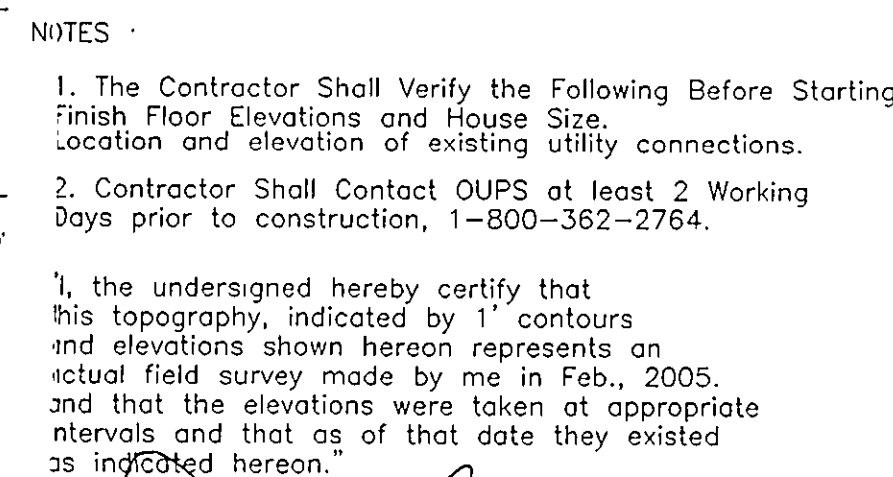 NOTES
1. The Contractor Shall Verify the Following Before Starting
Finish Floor Elevations and House Size.
Location and elevation of existing utility connections.
2. Contractor Shall Contact OUPS at least 2 Working
Days prior to construction, 1-800-362-2764.
"I, the undersigned hereby certify that
this topography, indicated by 1' contours
and elevations shown hereon represents an
actual field survey made by me in Feb., 2005.
and that the elevations were taken at appropriate
intervals and that as of that date they existed
as indicated hereon."